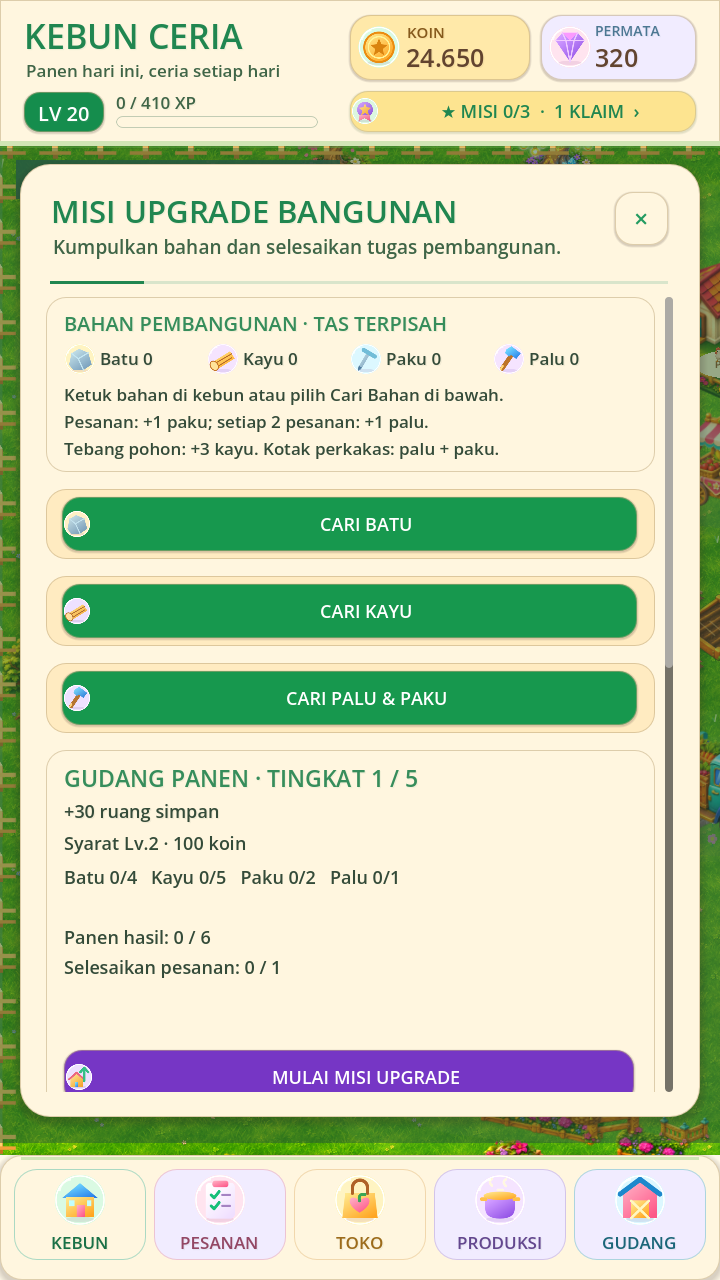 KEBUN CERIA
Panen hari ini, ceria setiap hari
LV 20
0 / 410 XP
KOIN
24.650
PERMATA
320
★ MISI 0/3 · 1 KLAIM ›
MISI UPGRADE BANGUNAN
Kumpulkan bahan dan selesaikan tugas pembangunan.
×
BAHAN PEMBANGUNAN · TAS TERPISAH
Batu 0 Kayu 0 Paku 0 Palu 0
Ketuk bahan di kebun atau pilih Cari Bahan di bawah.
Pesanan: +1 paku; setiap 2 pesanan: +1 palu.
Tebang pohon: +3 kayu. Kotak perkakas: palu + paku.
CARI BATU
CARI KAYU
CARI PALU & PAKU
GUDANG PANEN · TINGKAT 1 / 5
+30 ruang simpan
Syarat Lv.2 · 100 koin
Batu 0/4 Kayu 0/5 Paku 0/2 Palu 0/1
Panen hasil: 0 / 6
Selesaikan pesanan: 0 / 1
MULAI MISI UPGRADE
KEBUN
PESANAN
TOKO
PRODUKSI
GUDANG